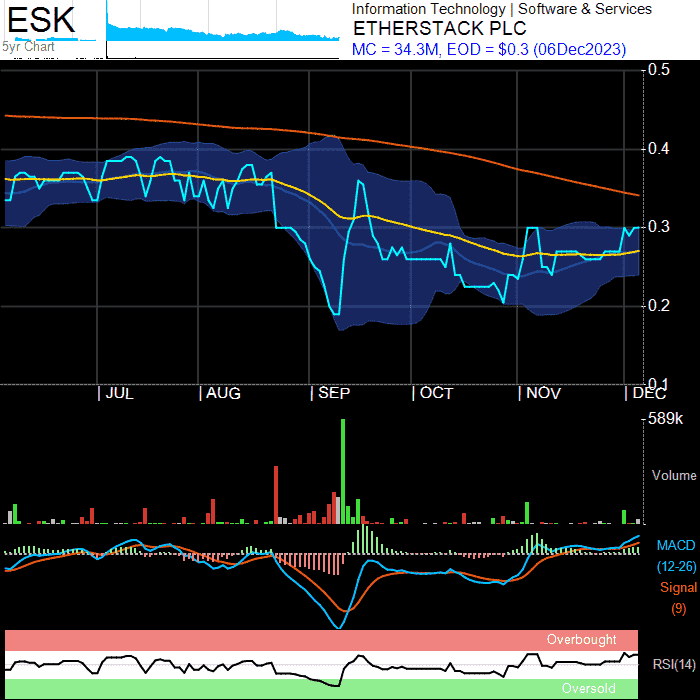 ESK
5yr Chart
Information Technology | Software & Services
ETHERSTACK PLC
MC = 34.3M, EOD = $0.3 (06Dec2023)
0.5
0.4
0.3
0.2
0.1
| JUL | AUG | SEP | OCT | NOV | DEC
589k
Volume
MACD
(12-26)
Signal
(9)
Overbought
RSI(14)
Oversold